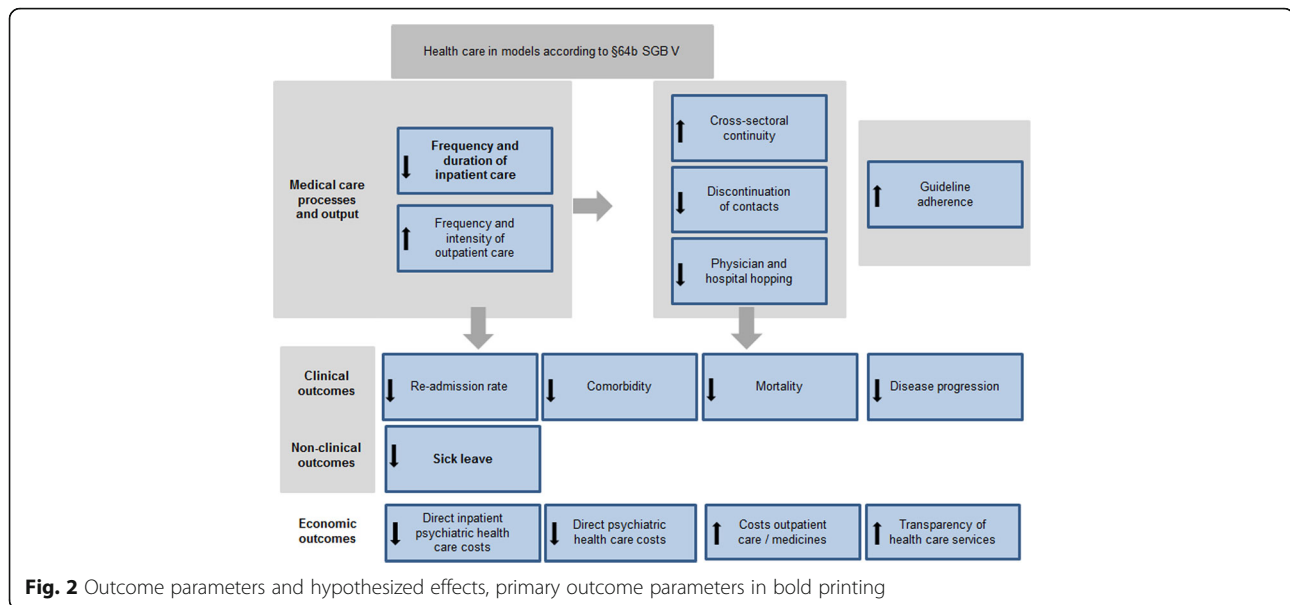 Health care in models according to §64b SGB V
Medical care
processes
and output
Frequency and
duration of
inpatient care
Frequency and
intensity of
outpatient care
Cross-sectoral
continuity
Discontinuation
of contacts
Physician and
hospital hopping
Guideline
adherence
Clinical
outcomes
Re-admission rate
Comorbidity
Mortality
Disease progression
Non-clinical
outcomes
Sick leave
Economic
outcomes
Direct inpatient
psychiatric health
care costs
Direct psychiatric
health care costs
Costs outpatient
care / medicines
Transparency of
health care services
Fig. 2 Outcome parameters and hypothesized effects, primary outcome parameters in bold printing